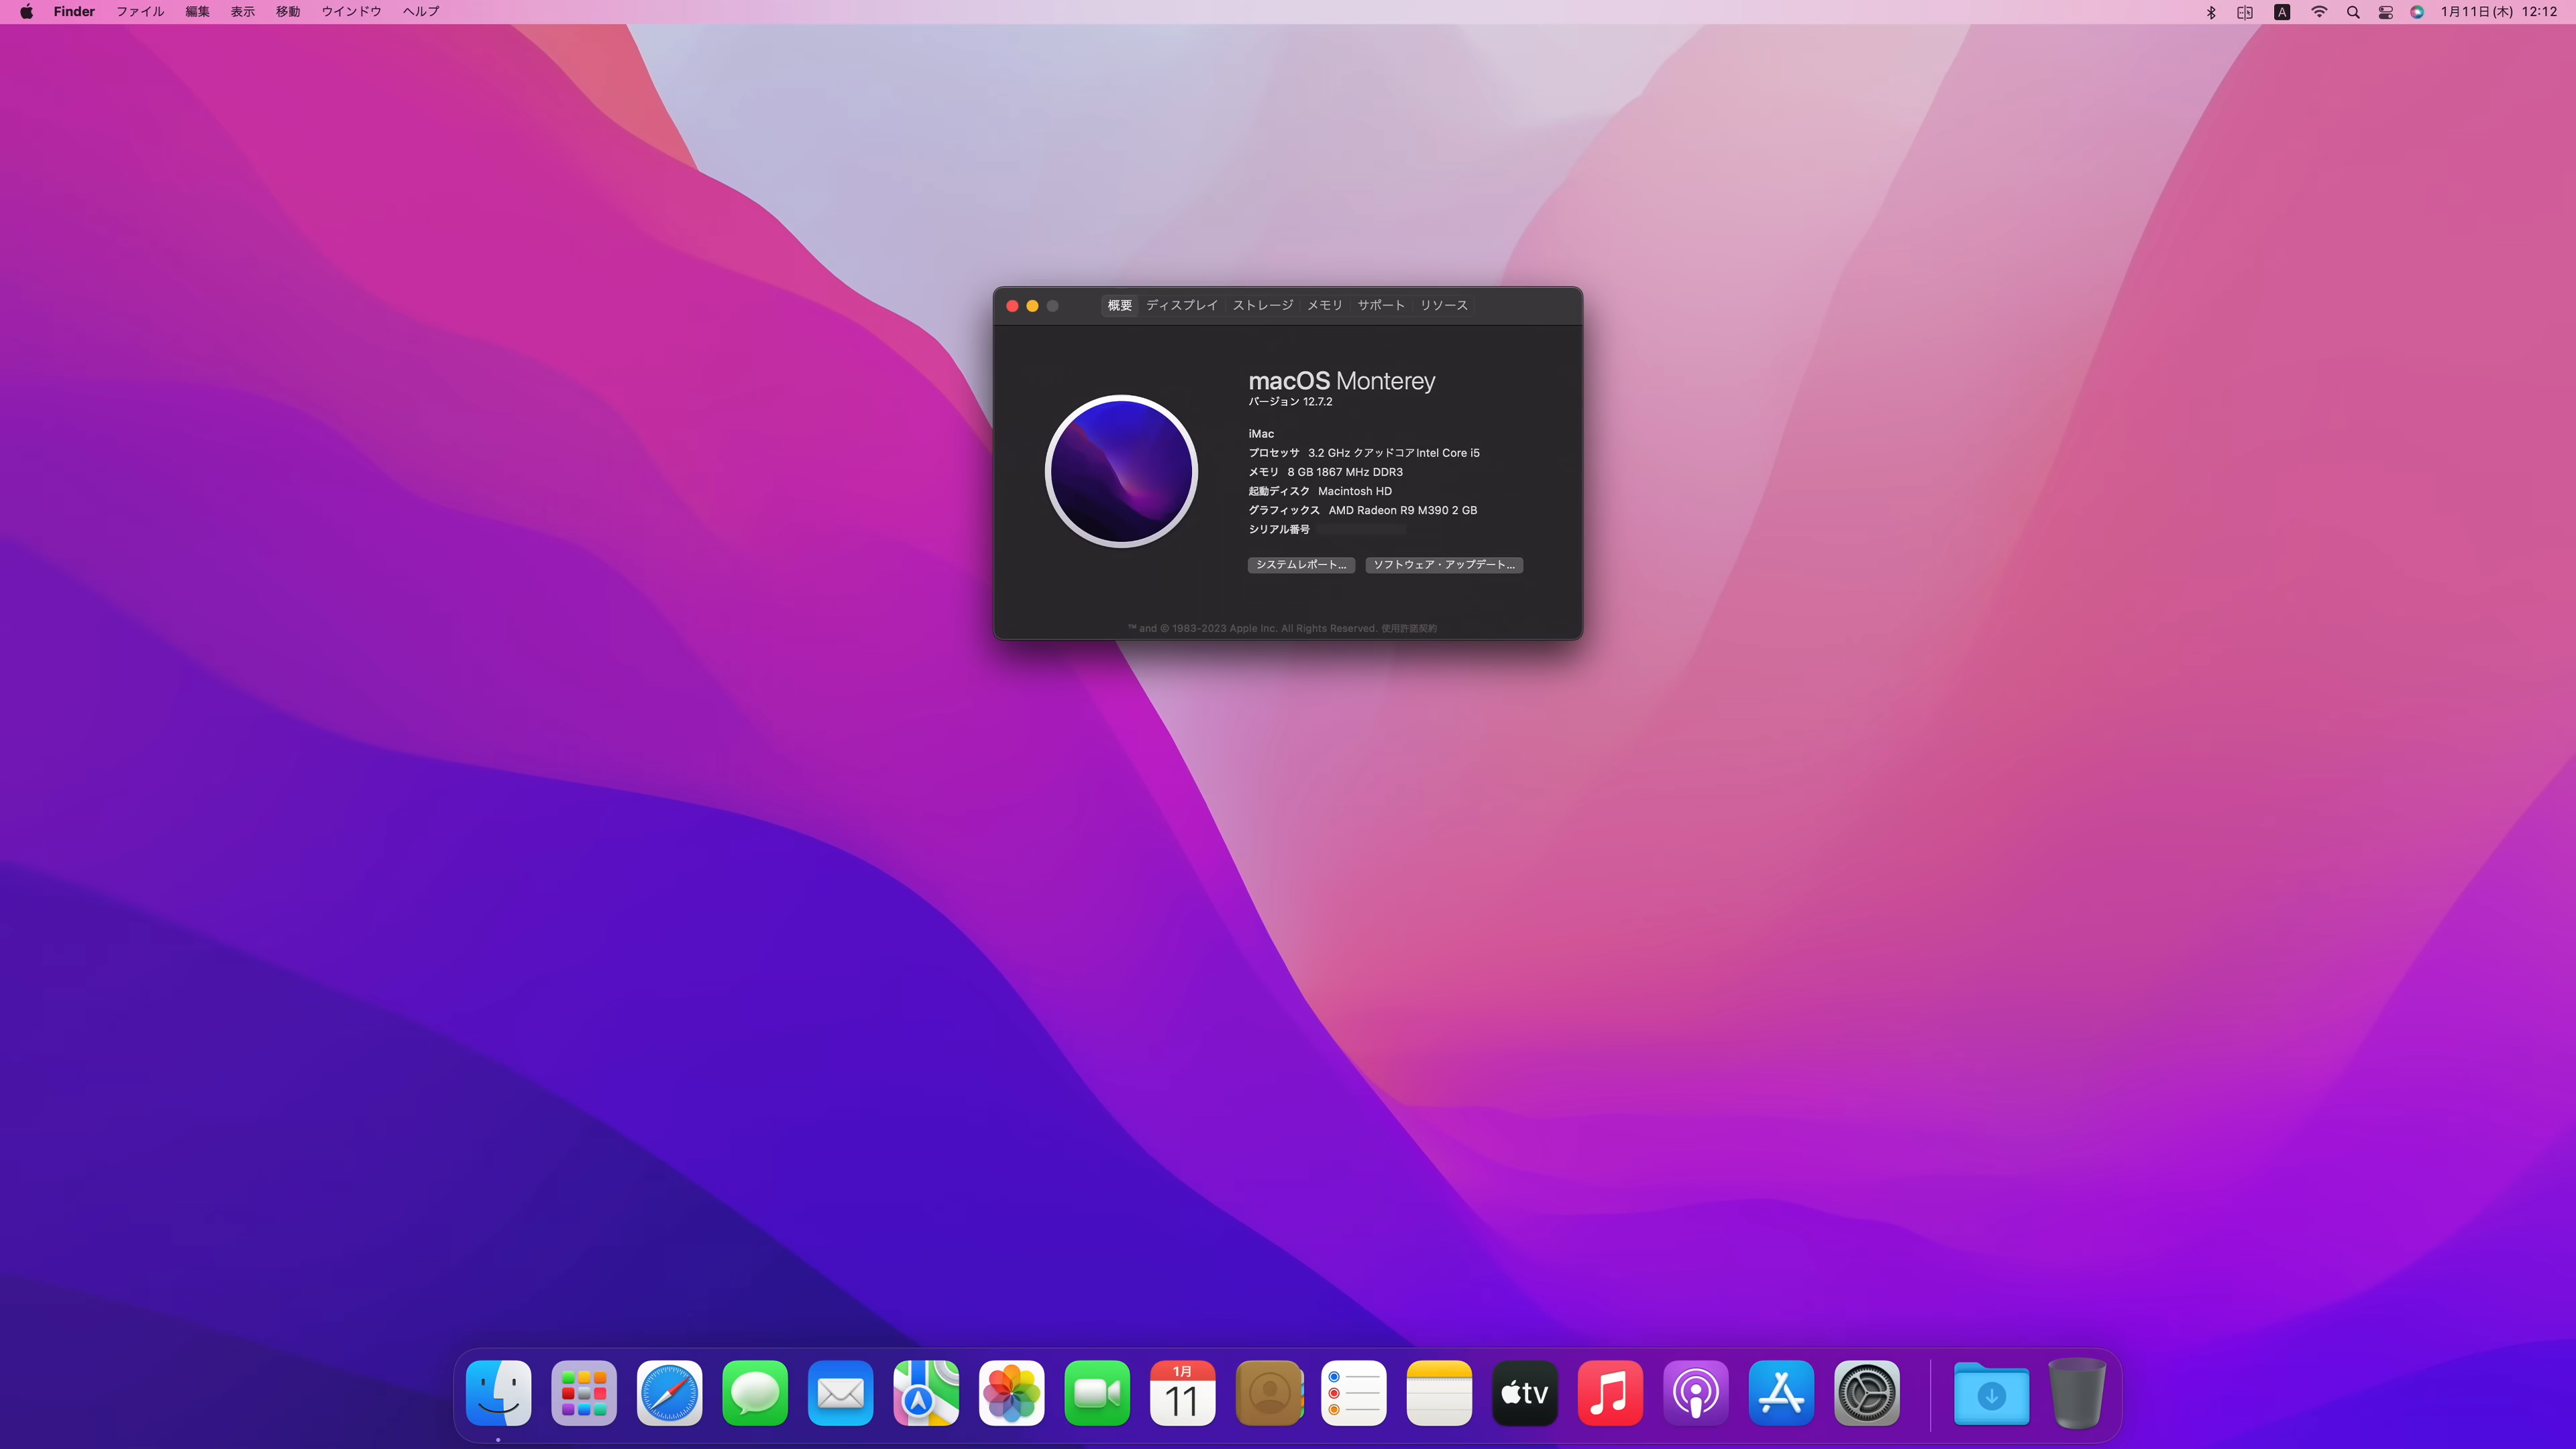 Finder ファイル 編集 表示 移動 ウインドウ ヘルプ A 1月11日(木) 12:12
概要 ディスプレイ ストレージ メモリ サポート リソース
macOS Monterey
バージョン 12.7.2
iMac
プロセッサ 3.2 GHz クアッドコアIntel Core i5
メモリ 8 GB 1867 MHz DDR3
起動ディスク Macintosh HD
グラフィックス AMD Radeon R9 M390 2 GB
シリアル番号
システムレポート... ソフトウェア・アップデート...
™ and © 1983-2023 Apple Inc. All Rights Reserved. 使用許諾契約
1月
11
tv